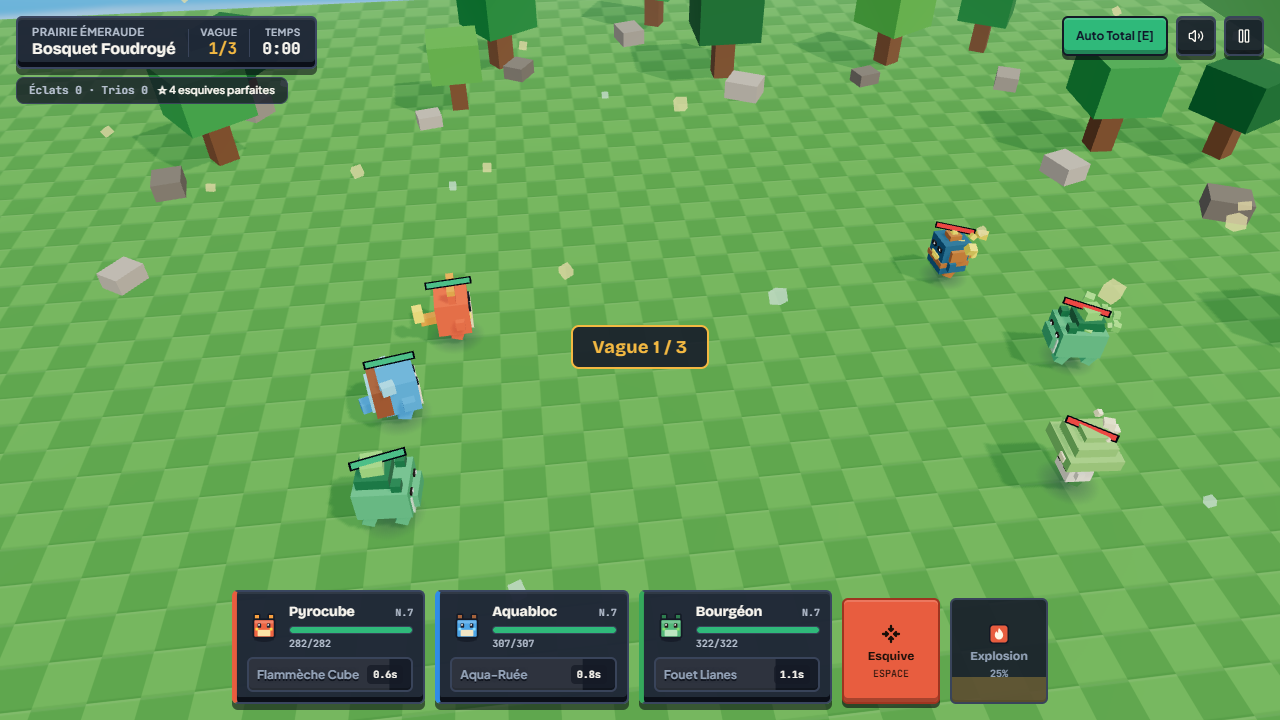 PRAIRIE ÉMERAUDE
Bosquet Foudroyé
VAGUE
1/3
TEMPS
0:00
Éclats 0 · Trios 0 ★ 4 esquives parfaites
Auto Total [E]
Vague 1 / 3
Pyrocube N.7
282/282
Flammèche Cube 0.6s
Aquabloc N.7
307/307
Aqua-Ruée 0.8s
Bourgéon N.7
322/322
Fouet Lianes 1.1s
Esquive
ESPACE
Explosion
25%